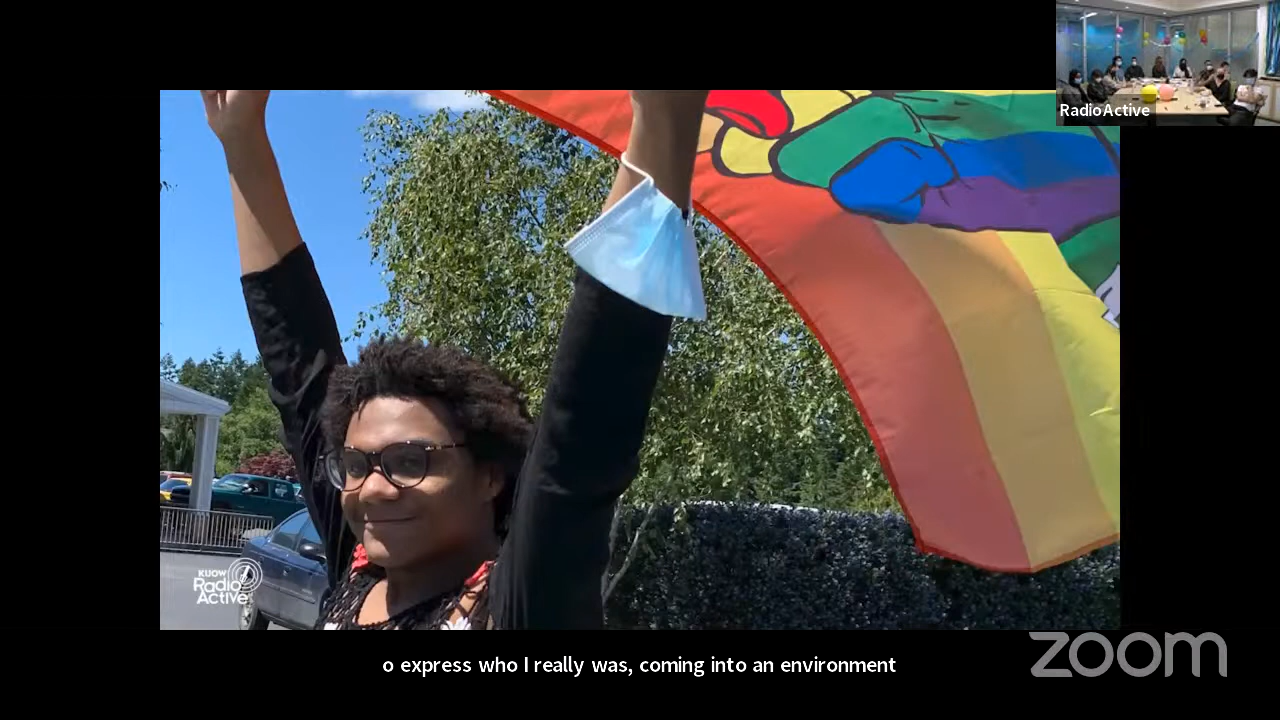 RadioActive
KUOW
Radio
Active
o express who I really was, coming into an environment
zoom